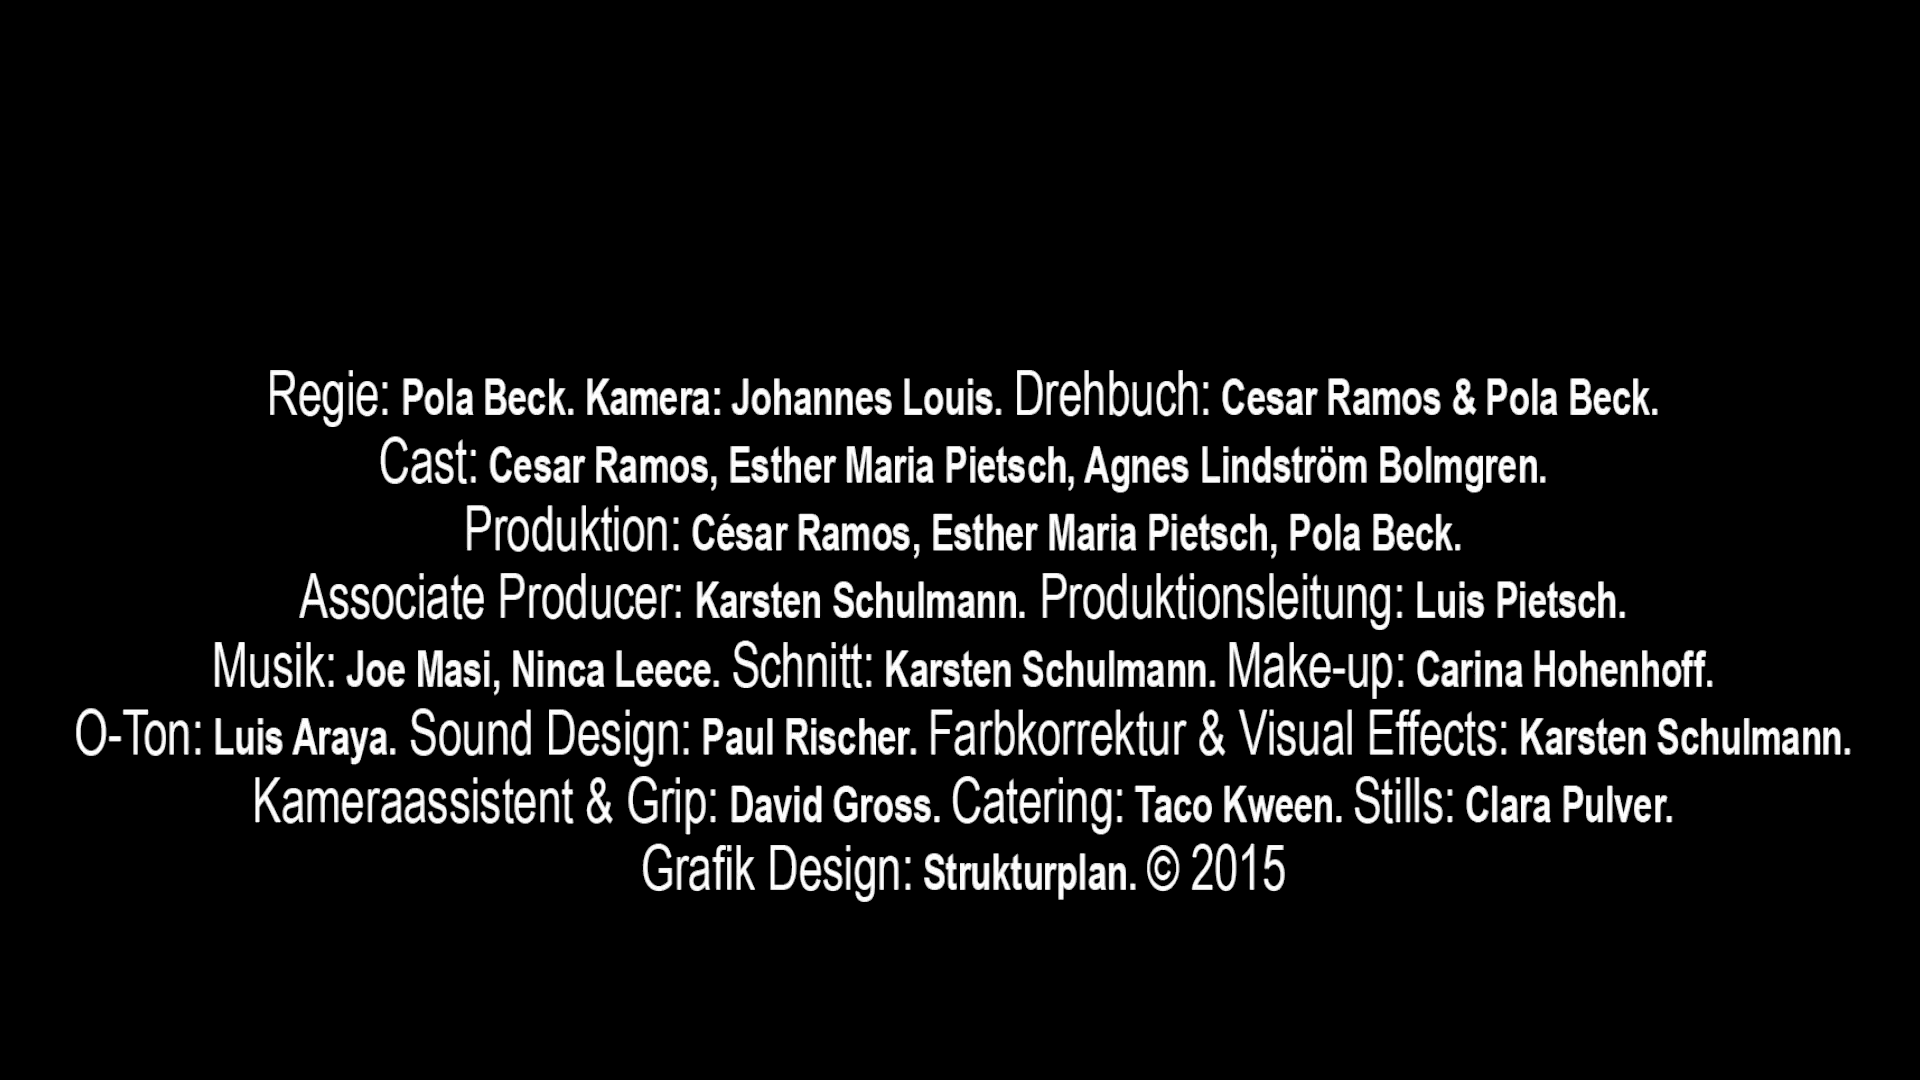 Regie: Pola Beck. Kamera: Johannes Louis. Drehbuch: Cesar Ramos & Pola Beck.
Cast: Cesar Ramos, Esther Maria Pietsch, Agnes Lindström Bolmgren.
Produktion: César Ramos, Esther Maria Pietsch, Pola Beck.
Associate Producer: Karsten Schulmann. Produktionsleitung: Luis Pietsch.
Musik: Joe Masi, Ninca Leece. Schnitt: Karsten Schulmann. Make-up: Carina Hohenhoff.
O-Ton: Luis Araya. Sound Design: Paul Rischer. Farbkorrektur & Visual Effects: Karsten Schulmann.
Kameraassistent & Grip: David Gross. Catering: Taco Kween. Stills: Clara Pulver.
Grafik Design: Strukturplan. © 2015